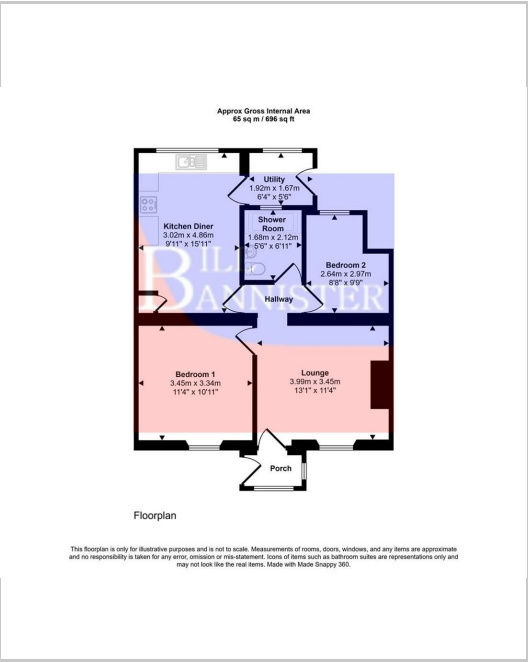 Approx Gross Internal Area
65 sq m / 696 sq ft
Utility
1.92m x 1.67m
6'4" x 5'6"
Kitchen Diner
3.02m x 4.86m
9'11" x 15'11"
Shower
Room
1.68m x 2.12m
5'6" x 6'11"
Bedroom 2
2.64m x 2.97m
8'8" x 9'9"
BILL
BANNISTER
Hallway
Bedroom 1
3.45m x 3.34m
11'4" x 10'11"
Lounge
3.99m x 3.45m
13'1" x 11'4"
Porch
Floorplan
This floorplan is only for illustrative purposes and is not to scale. Measurements of rooms, doors, windows, and any items are approximate
and no responsibility is taken for any error, omission or mis-statement. Icons of items such as bathroom suites are representations only and
may not look like the real items. Made with Made Snappy 360.